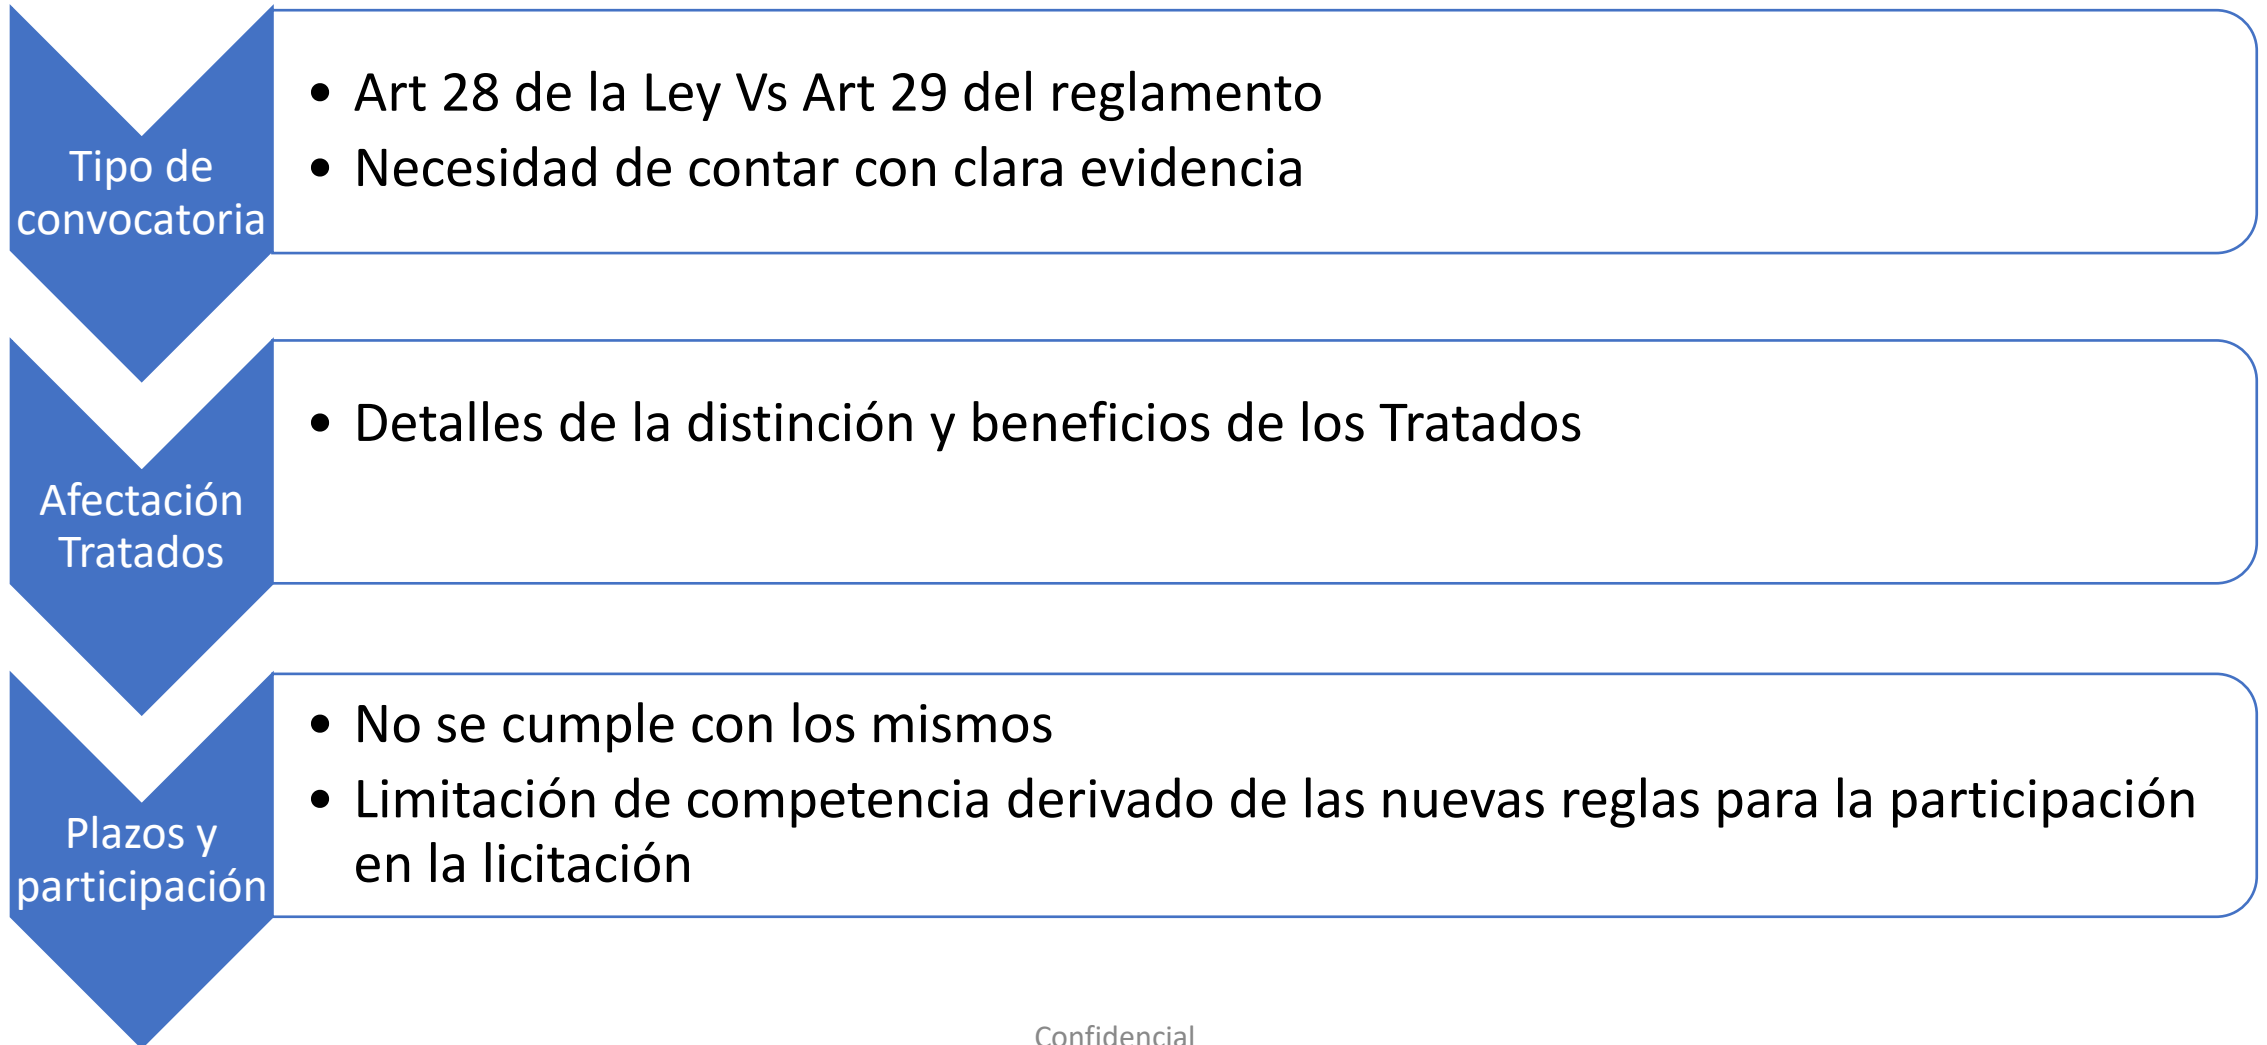 Tipo de
convocatoria
• Art 28 de la Ley Vs Art 29 del reglamento
• Necesidad de contar con clara evidencia
Afectación
Tratados
• Detalles de la distinción y beneficios de los Tratados
Plazos y
participación
• No se cumple con los mismos
• Limitación de competencia derivado de las nuevas reglas para la participación
en la licitación
Confidencial